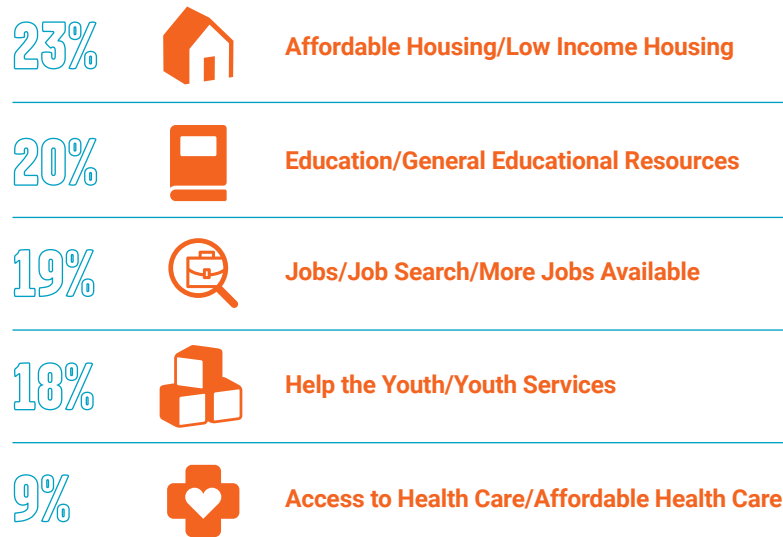 23% Affordable Housing/Low Income Housing
20% Education/General Educational Resources
19% Jobs/Job Search/More Jobs Available
18% Help the Youth/Youth Services
9% Access to Health Care/Affordable Health Care